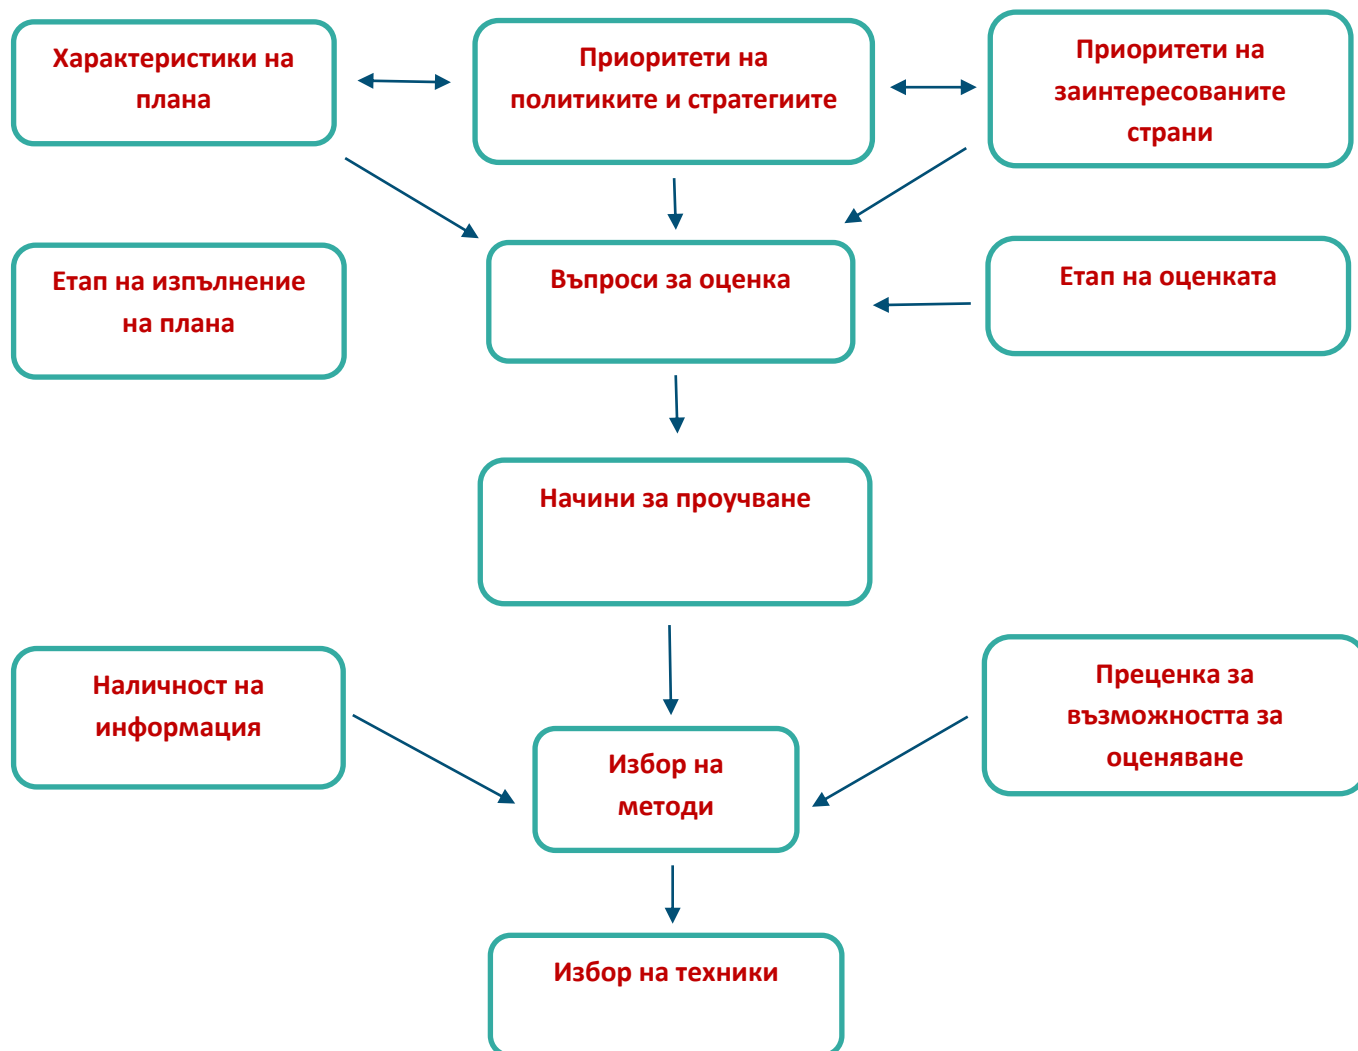 Характеристики на
плана
Приоритети на
политиките и стратегиите
Приоритети на
заинтересованите
страни
Етап на изпълнение
на плана
Въпроси за оценка
Етап на оценката
Начини за проучване
Наличност на
информация
Преценка за
възможността за
оценяване
Избор на
методи
Избор на техники